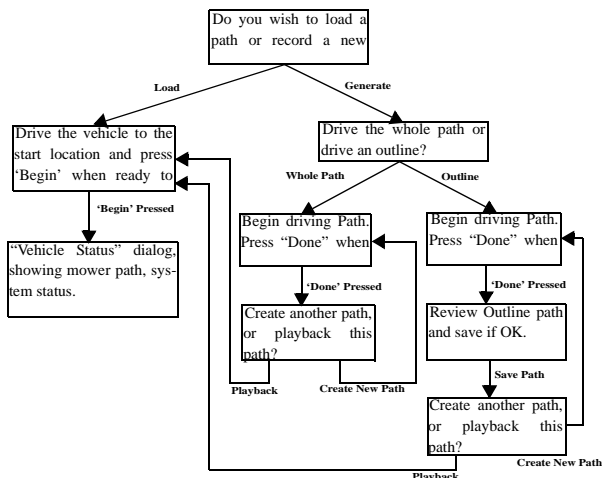 Do you wish to load a
path or record a new
Load
Generate
Drive the vehicle to the
start location and press
‘Begin’ when ready to
Drive the whole path or
drive an outline?
Whole Path
Outline
‘Begin’ Pressed
“Vehicle Status” dialog,
showing mower path, sys-
tem status.
Begin driving Path.
Press “Done” when
Begin driving Path.
Press “Done” when
‘Done’ Pressed
‘Done’ Pressed
Create another path,
or playback this
path?
Review Outline path
and save if OK.
Playback
Create New Path
Save Path
Create another path,
or playback this
path?
Create New Path
Playback